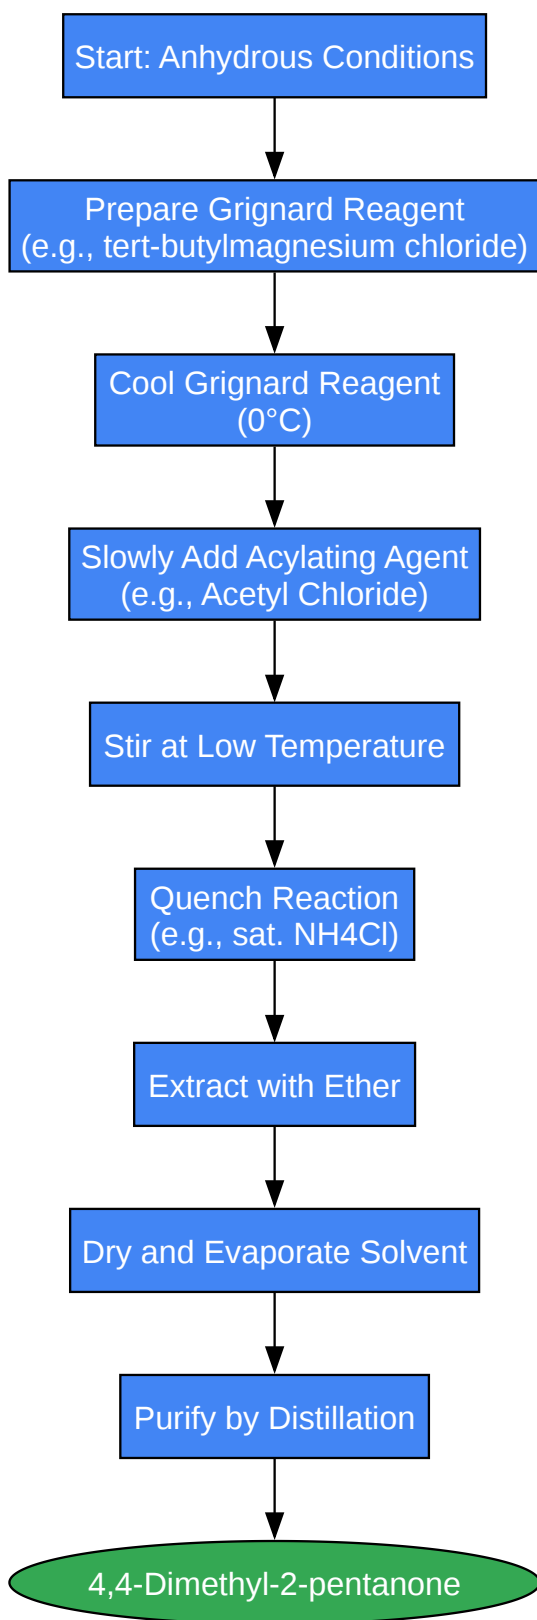 Start: Anhydrous Conditions
Prepare Grignard Reagent
(e.g., tert-butylmagnesium chloride)
Cool Grignard Reagent
(0°C)
Slowly Add Acylating Agent
(e.g., Acetyl Chloride)
Stir at Low Temperature
Quench Reaction
(e.g., sat. NH4Cl)
Extract with Ether
Dry and Evaporate Solvent
Purify by Distillation
4,4-Dimethyl-2-pentanone